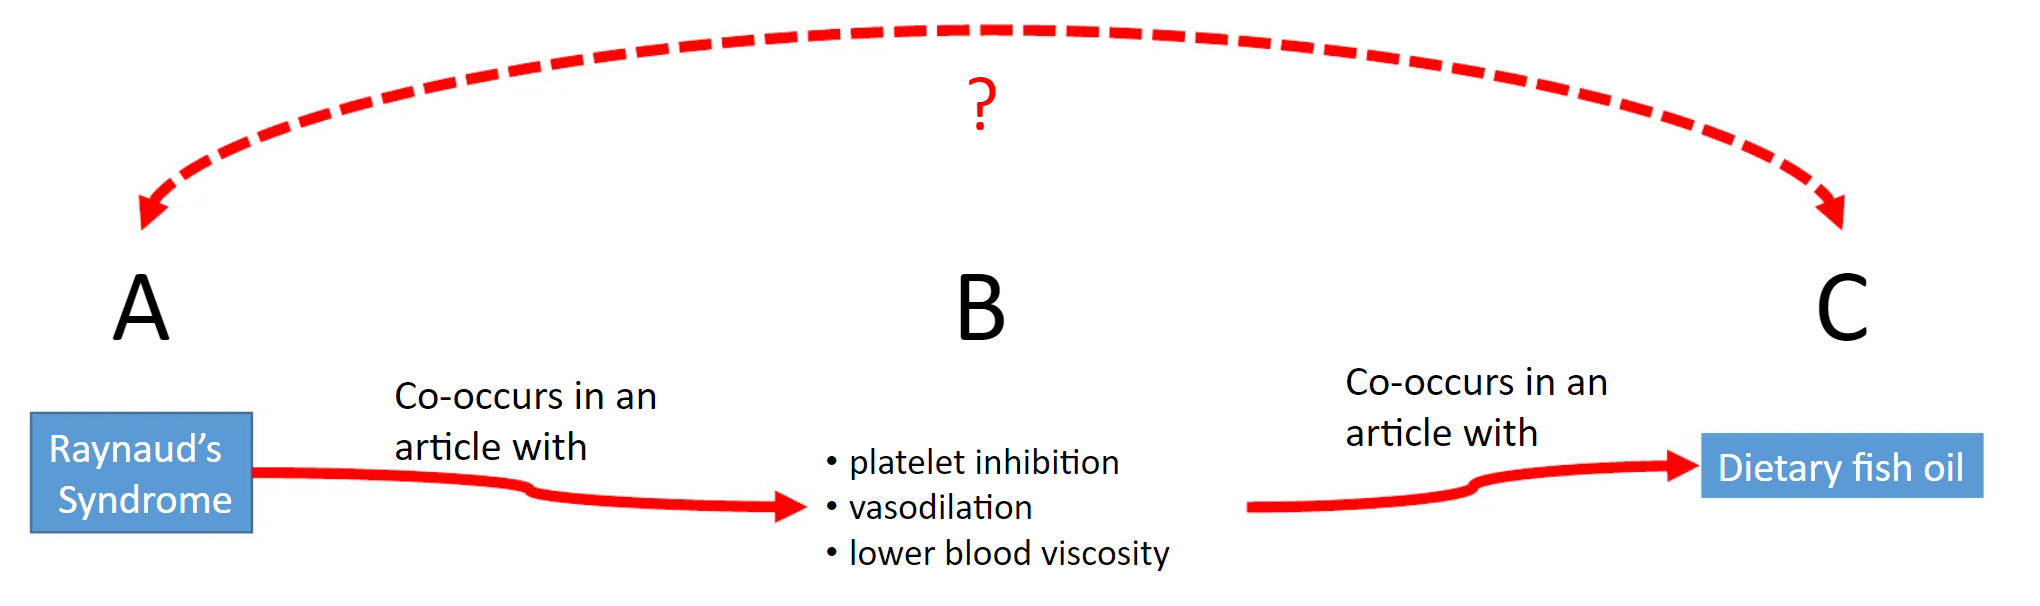 ?
A
B
C
Raynaud’s
Syndrome
Co-occurs in an
article with
• platelet inhibition
• vasodilation
• lower blood viscosity
Co-occurs in an
article with
Dietary fish oil